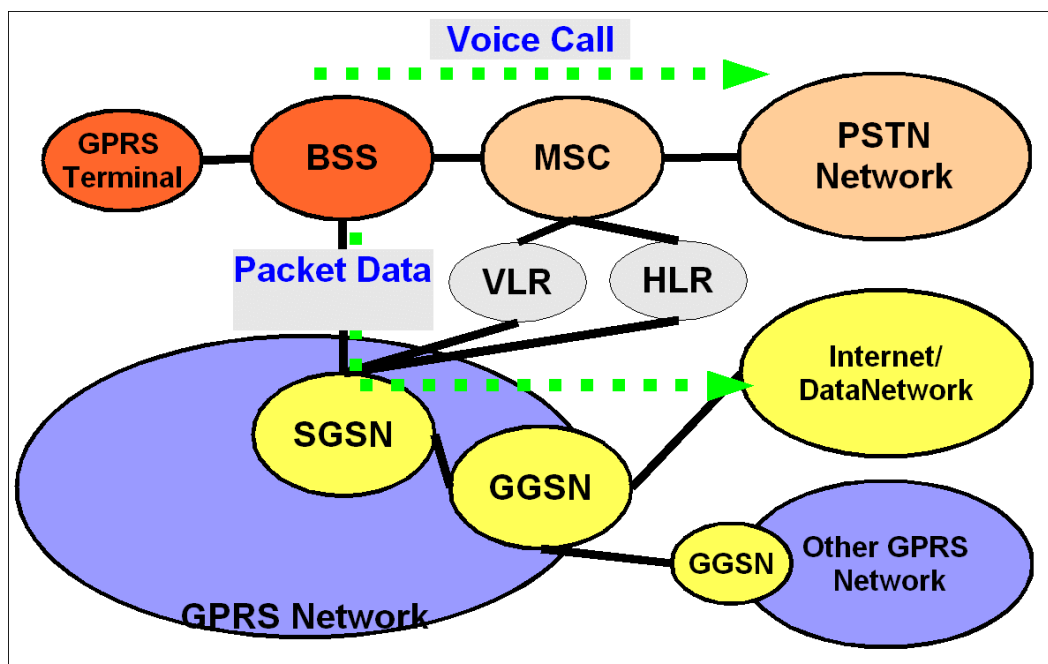 Voice Call
GPRS
Terminal
BSS
MSC
PSTN
Network
Packet Data
VLR
HLR
Internet/
DataNetwork
SGSN
GGSN
GGSN
Other GPRS
Network
GPRS Network